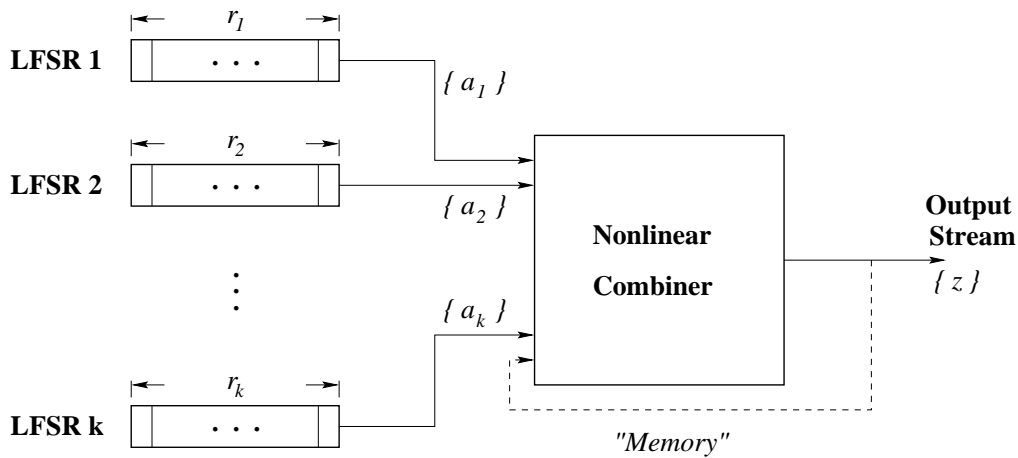 r1
LFSR 1
. . .
{ a1 }
r2
LFSR 2
. . .
{ a2 }
Nonlinear
Combiner
Output
Stream
{ z }
{ ak }
rk
LFSR k
. . .
"Memory"